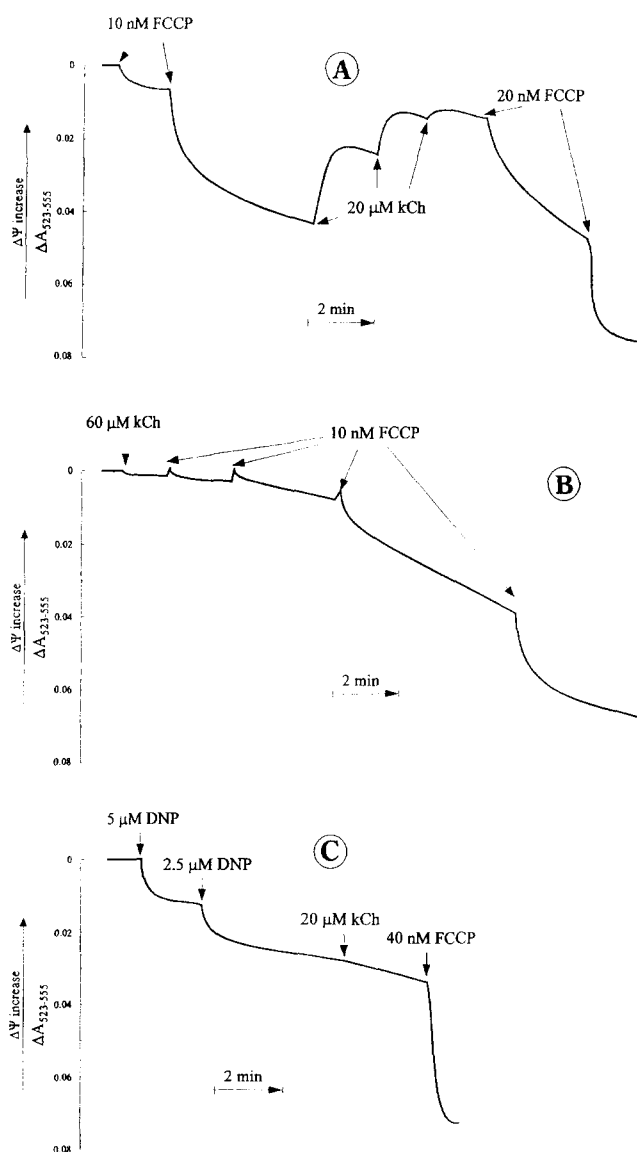 10 nM FCCP
A
20 nM FCCP
0
0.02
0.04
0.06
0.08
ΔΨ increase
ΔA523-555
20 µM kCh
2 min
60 µM kCh
10 nM FCCP
B
0
0.02
0.04
0.06
0.08
ΔΨ increase
ΔA523-555
2 min
5 µM DNP
C
2.5 µM DNP
20 µM kCh
40 nM FCCP
0
0.02
0.04
0.06
0.08
ΔΨ increase
ΔA523-555
2 min